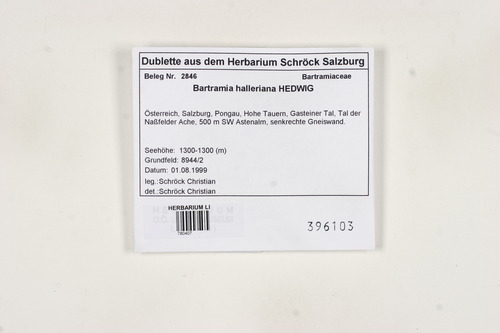 Dublette aus dem Herbarium Schröck Salzburg
Beleg Nr. 2846 Bartramiaceae
Bartramia halleriana HEDWIG
Österreich, Salzburg, Pongau, Hohe Tauern, Gasteiner Tal, Tal der
Naßfelder Ache, 500 m SW Astenalm, senkrechte Gneiswand.
Seehöhe: 1300-1300 (m)
Grundfeld: 8944/2
Datum: 01.08.1999
leg.:Schröck Christian
det.:Schröck Christian
HERBARIUM LI
780407
396103